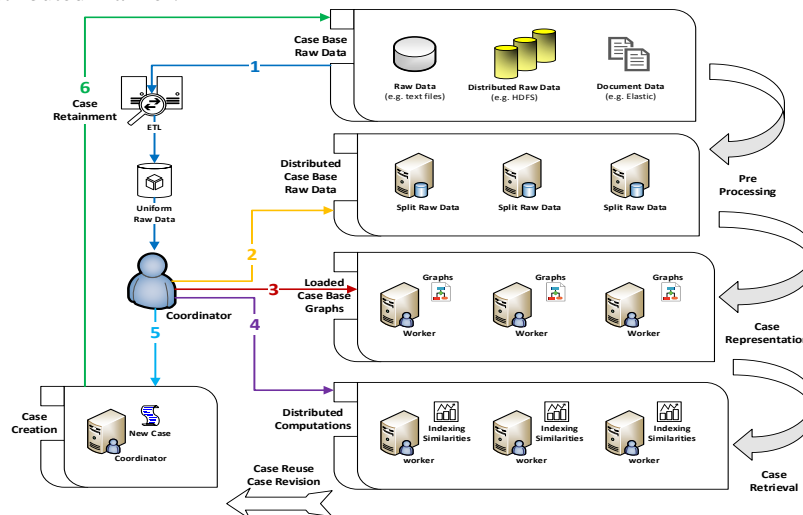 Case Base
Raw Data
Raw Data
(e.g. text files)
Distributed Raw Data
(e.g. HDFS)
Document Data
(e.g. Elastic)
6
Case
Retainment
1
ETL
Uniform
Raw Data
Distributed
Case Base
Raw Data
Split Raw Data
Split Raw Data
Split Raw Data
Pre
Processing
2
Coordinator
3
Loaded
Case Base
Graphs
Graphs
Worker
Graphs
Worker
Graphs
Worker
Case
Representation
4
5
Case
Creation
New Case
Coordinator
Distributed
Computations
Indexing
Similarities
worker
Indexing
Similarities
worker
Indexing
Similarities
worker
Case
Retrieval
Case Reuse
Case Revision